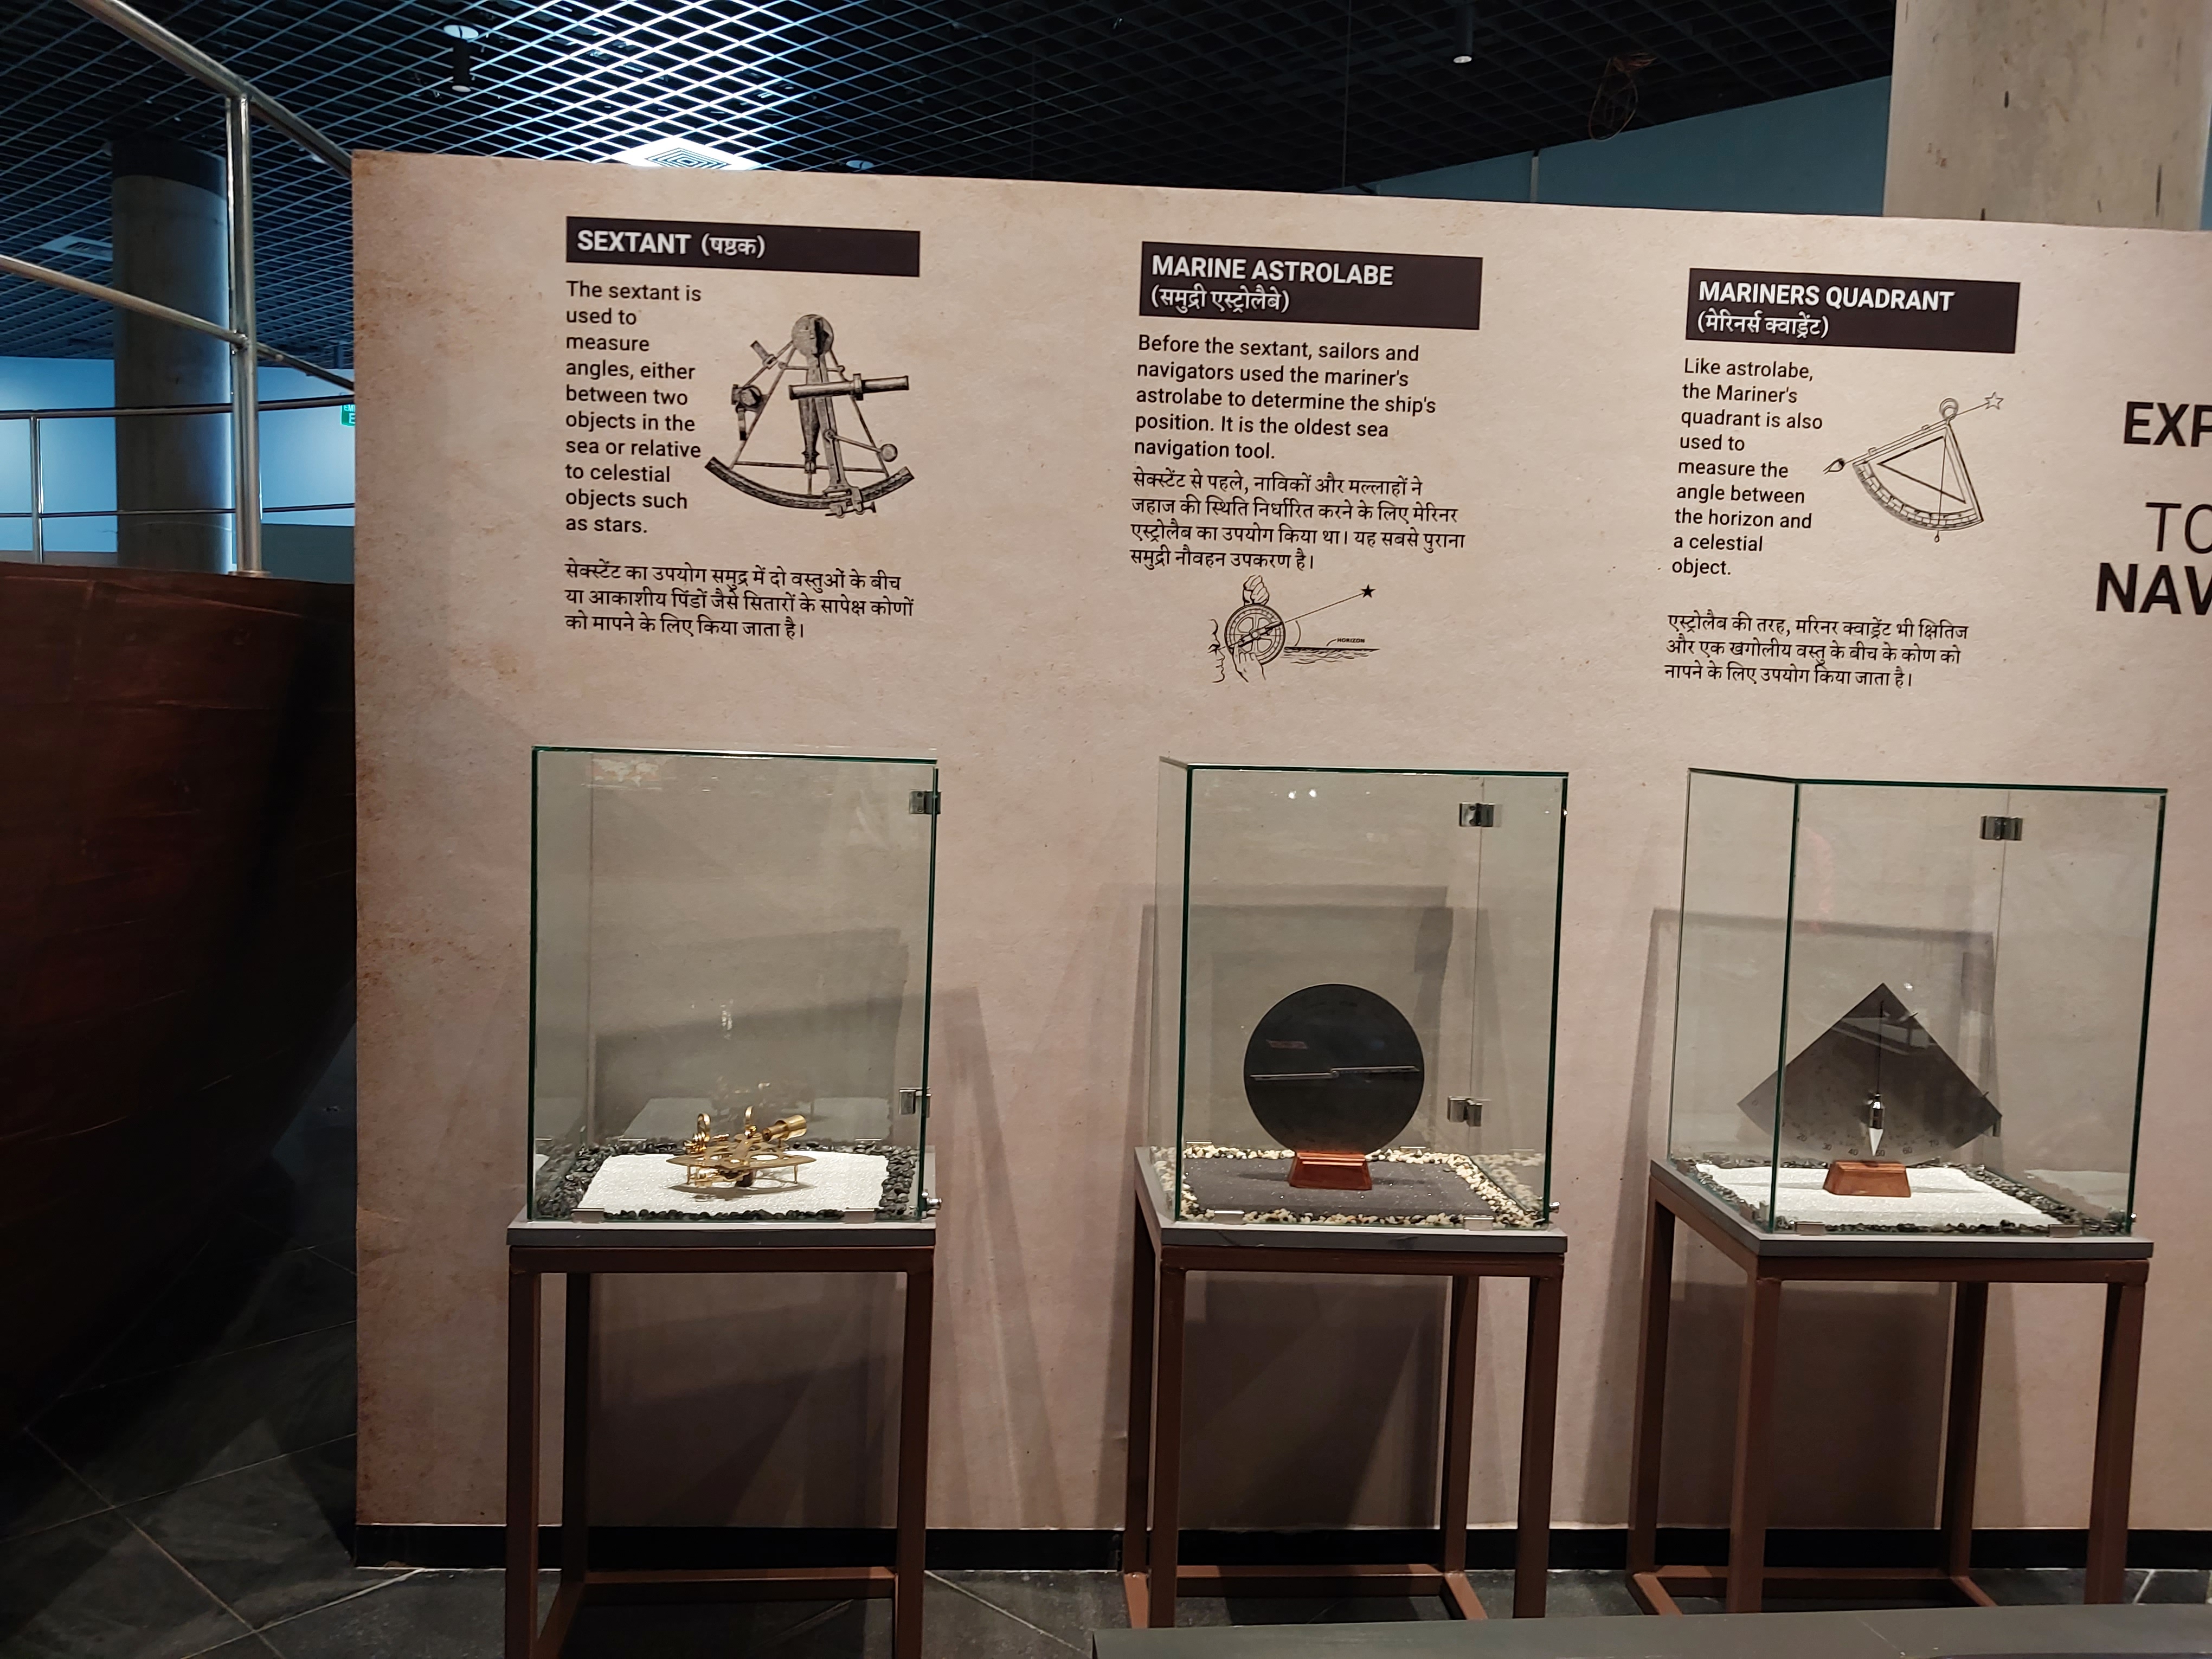 SEXTANT (षष्ठक)
The sextant is
used to
measure
angles, either
between two
objects in the
sea or relative
to celestial
objects such
as stars.
सेक्स्टेंट का उपयोग समुद्र में दो वस्तुओं के बीच
या आकाशीय पिंडों जैसे सितारों के सापेक्ष कोणों
को मापने के लिए किया जाता है।
MARINE ASTROLABE
(समुद्री एस्ट्रोलैबे)
Before the sextant, sailors and
navigators used the mariner's
astrolabe to determine the ship's
position. It is the oldest sea
navigation tool.
सेक्स्टेंट से पहले, नाविकों और मल्लाहों ने
जहाज की स्थिति निर्धारित करने के लिए मेरिनर
एस्ट्रोलैब का उपयोग किया था। यह सबसे पुराना
समुद्री नौवहन उपकरण है।
HORIZON
MARINERS QUADRANT
(मेरिनर्स क्वाड्रेंट)
Like astrolabe,
the Mariner's
quadrant is also
used to
measure the
angle between
the horizon and
a celestial
object.
एस्ट्रोलैब की तरह, मरिनर क्वाड्रेंट भी क्षितिज
और एक खगोलीय वस्तु के बीच के कोण को
नापने के लिए उपयोग किया जाता है।
EXP
TO
NAV